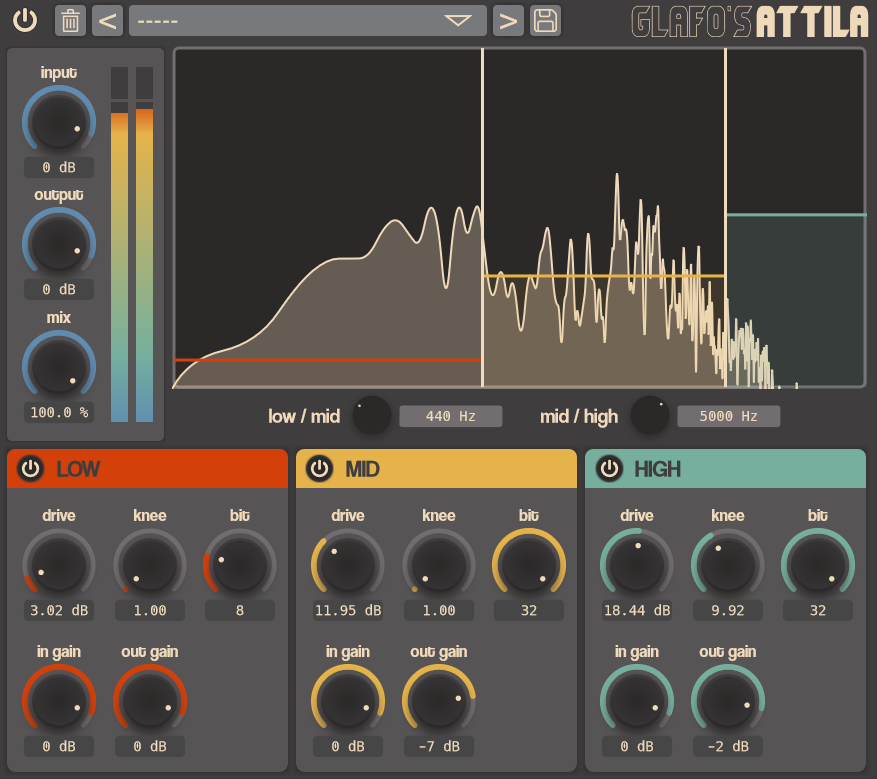 < ----- > GLAFO'S ATTILA
input
0 dB
output
0 dB
mix
100.0 %
low / mid 440 Hz mid / high 5000 Hz
LOW
drive knee bit
3.02 dB 1.00 8
in gain out gain
0 dB 0 dB
MID
drive knee bit
11.95 dB 1.00 32
in gain out gain
0 dB -7 dB
HIGH
drive knee bit
18.44 dB 9.92 32
in gain out gain
0 dB -2 dB